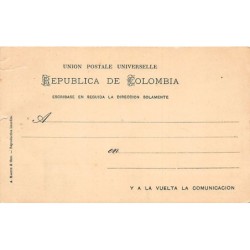 UNION POSTALE UNIVERSELLE
REPUBLICA DE COLOMBIA
ESCRIBASE EN SEGUIDA LA DIRECCION SOLAMENTE
A
en
Y A LA VUELTA LA COMUNICACION